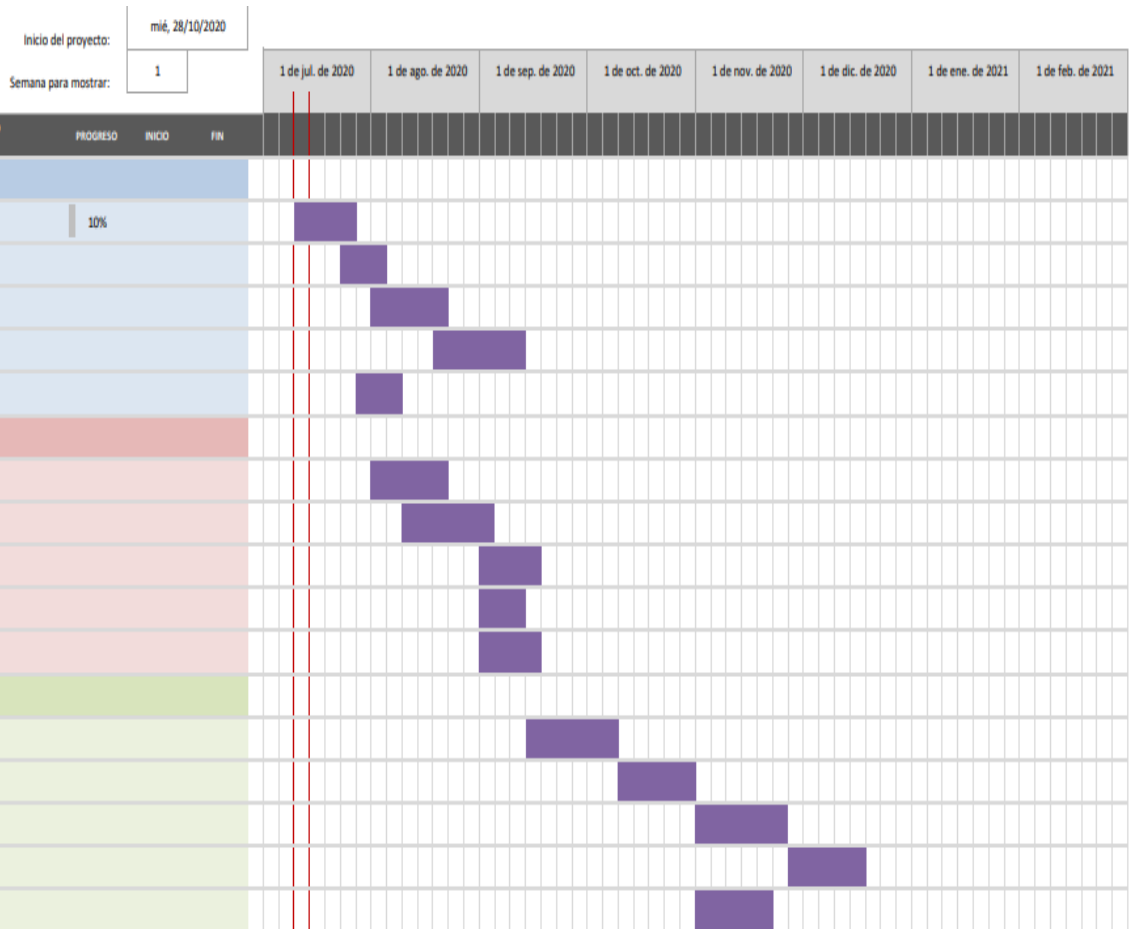 Inicio del proyecto:
mié, 28/10/2020
Semana para mostrar:
1
1 de jul. de 2020
1 de ago. de 2020
1 de sep. de 2020
1 de oct. de 2020
1 de nov. de 2020
1 de dic. de 2020
1 de ene. de 2021
1 de feb. de 2021
PROGRESO
INICIO
FIN
10%